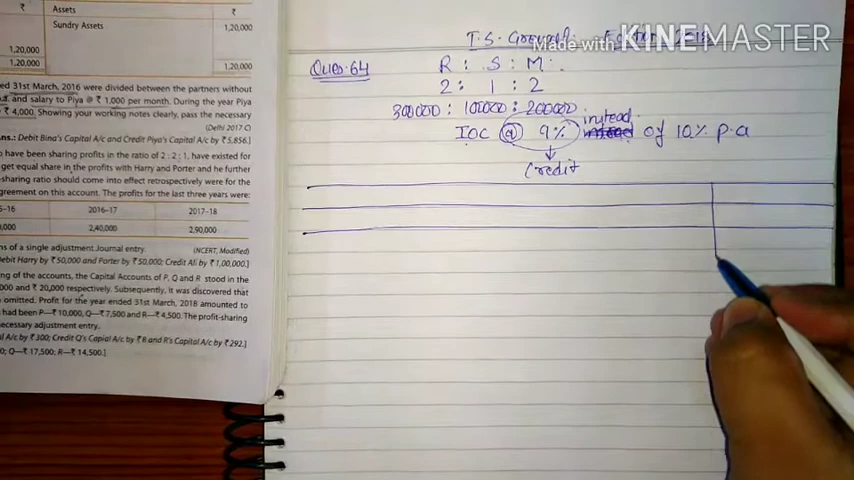 ₹ Assets ₹
Sundry Assets 1,20,000
1,20,000
1,20,000 1,20,000
ed 31st March, 2016 were divided between the partners without
and salary to Piya @ ₹ 1,000 per month. During the year Piya
₹ 4,000. Showing your working notes clearly, pass the necessary
(Delhi 2017 C)
ns.: Debit Bina's Capital A/c and Credit Piya's Capital A/c by ₹ 5,856.]
o have been sharing profits in the ratio of 2 : 2 : 1, have existed for
get equal share in the profits with Harry and Porter and he further
-sharing ratio should come into effect retrospectively were for the
greement on this account. The profits for the last three years were:
5-16 2016-17 2017-18
2,40,000 2,90,000
ns of a single adjustment Journal entry. (NCERT, Modified)
ebit Harry by ₹ 50,000 and Porter by ₹ 50,000; Credit Ali by ₹ 1,00,000.]
ng of the accounts, the Capital Accounts of P, Q and R stood in the
000 and ₹ 20,000 respectively. Subsequently, it was discovered that
omitted. Profit for the year ended 31st March, 2018 amounted to
had been P—₹ 10,000, Q—₹ 7,500 and R—₹ 4,500. The profit-sharing
necessary adjustment entry.
al A/c by ₹ 300; Credit Q's Capital A/c by ₹ 8 and R's Capital A/c by ₹ 292.]
0; Q—₹ 17,500; R—₹ 14,500.]
T.S. Grewal
Made with KINEMASTER
Ques. 64 R : S : M
2 : 1 : 2
300000 : 100000 : 200000
IOC @ 9% instead of 10% p.a
Credit